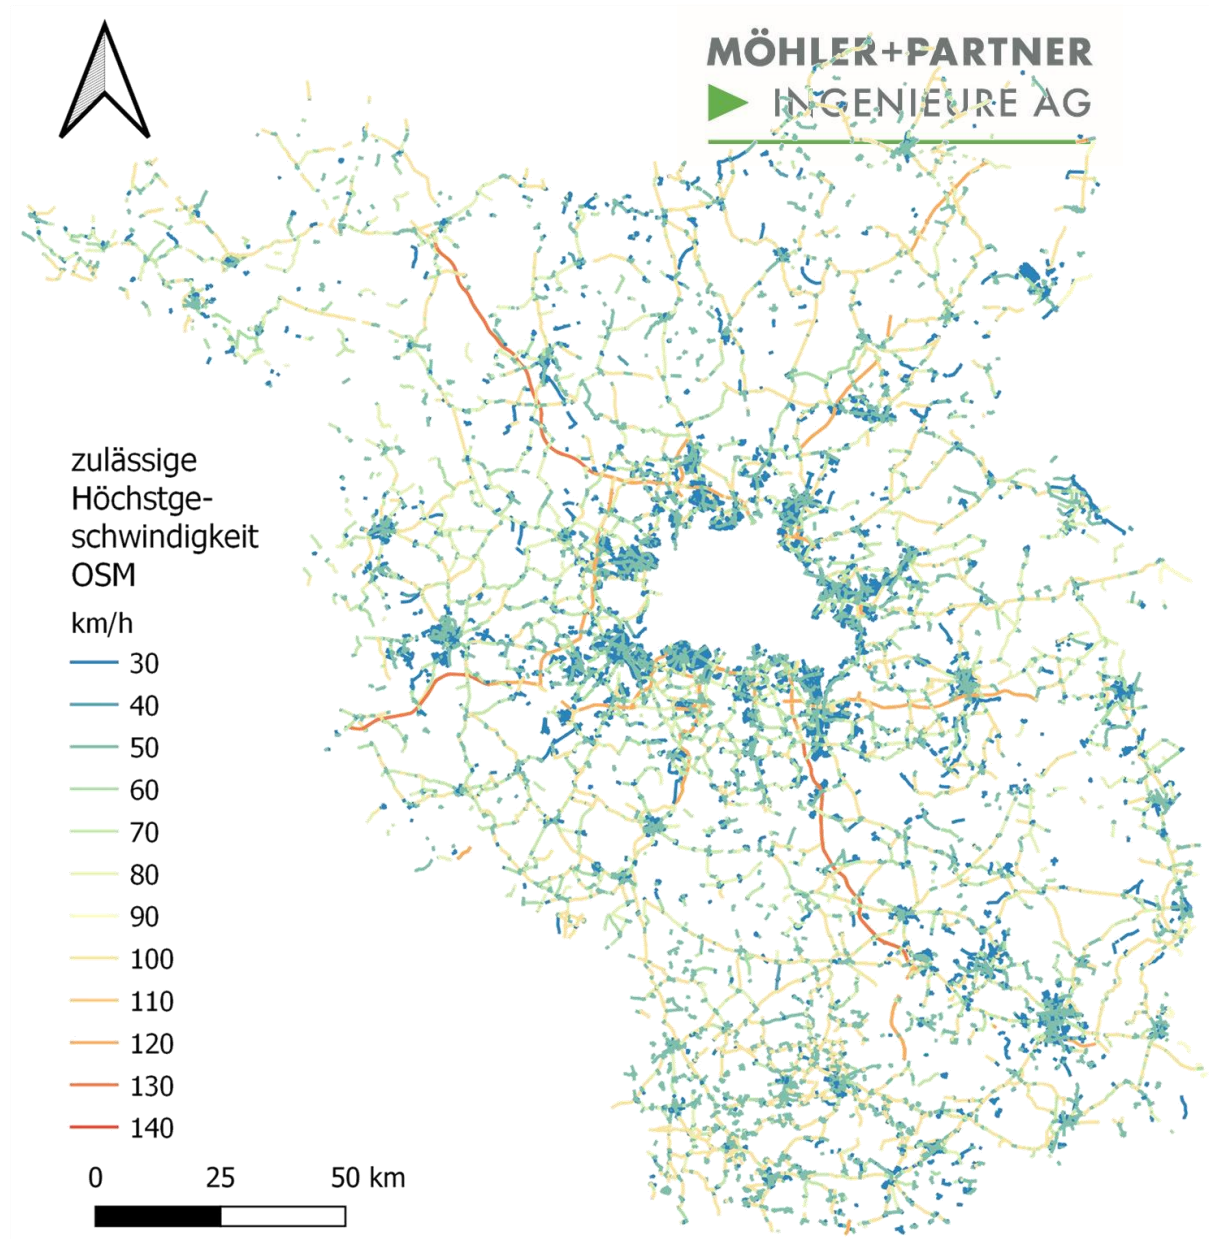 MÖHLER+PARTNER
INGENIEURE AG
zulässige
Höchstge-
schwindigkeit
OSM
km/h
30
40
50
60
70
80
90
100
110
120
130
140
0 25 50 km